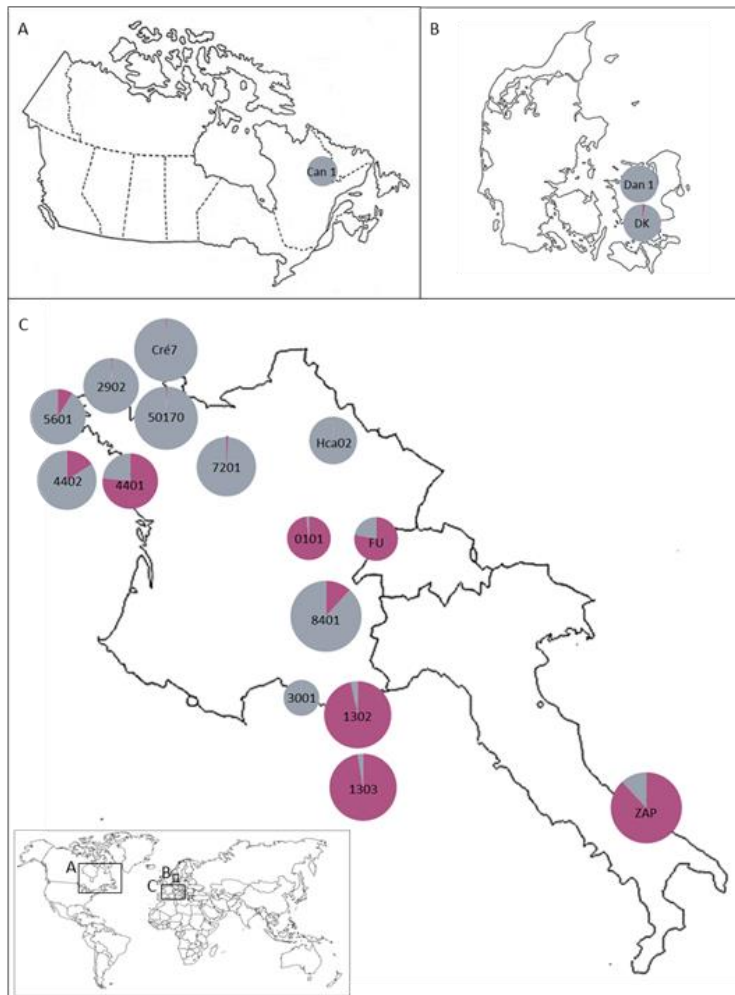 A
Can 1
B
Dan 1
DK
C
Cré7
2902
5601
50170
Hca02
7201
4402
4401
0101
FU
8401
3001
1302
1303
ZAP
A
B
C